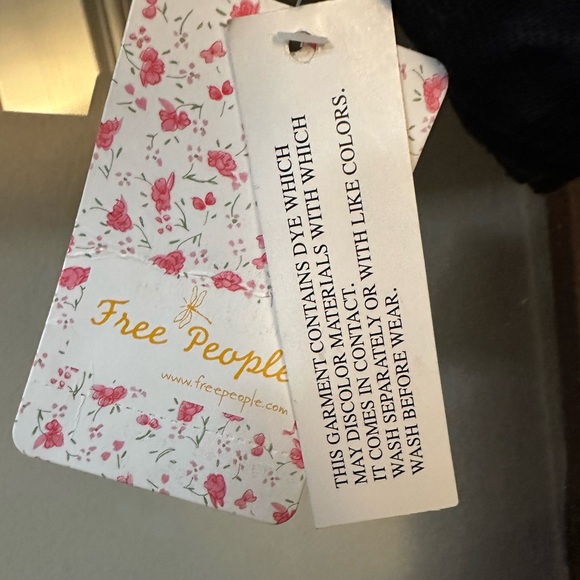 Free People
www.freepeople.com
THIS GARMENT CONTAINS DYE WHICH
MAY DISCOLOR MATERIALS WITH WHICH
IT COMES IN CONTACT.
WASH SEPARATELY OR WITH LIKE COLORS.
WASH BEFORE WEAR.